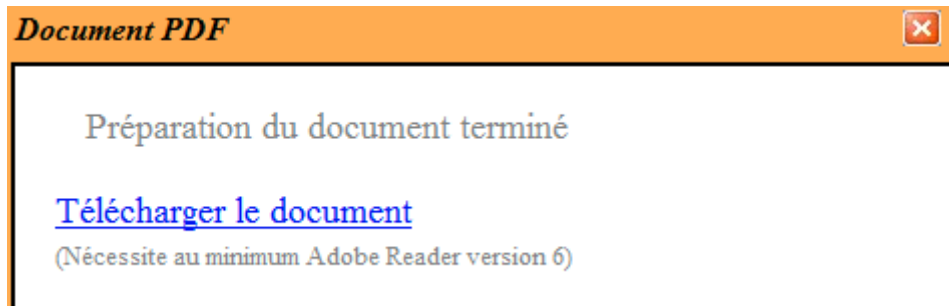 Document PDF
Préparation du document terminé
Télécharger le document
(Nécessite au minimum Adobe Reader version 6)